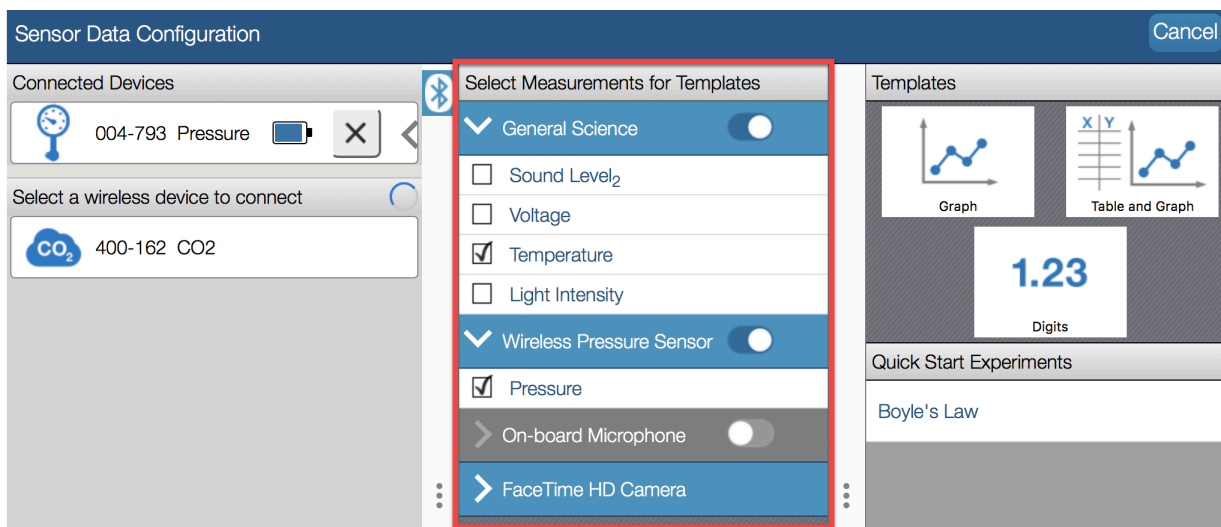 Sensor Data Configuration
Cancel
Connected Devices
004-793 Pressure
Select a wireless device to connect
CO2
400-162 CO2
Select Measurements for Templates
General Science
Sound Level2
Voltage
Temperature
Light Intensity
Wireless Pressure Sensor
Pressure
On-board Microphone
FaceTime HD Camera
Templates
Graph
X Y
Table and Graph
1.23
Digits
Quick Start Experiments
Boyle's Law